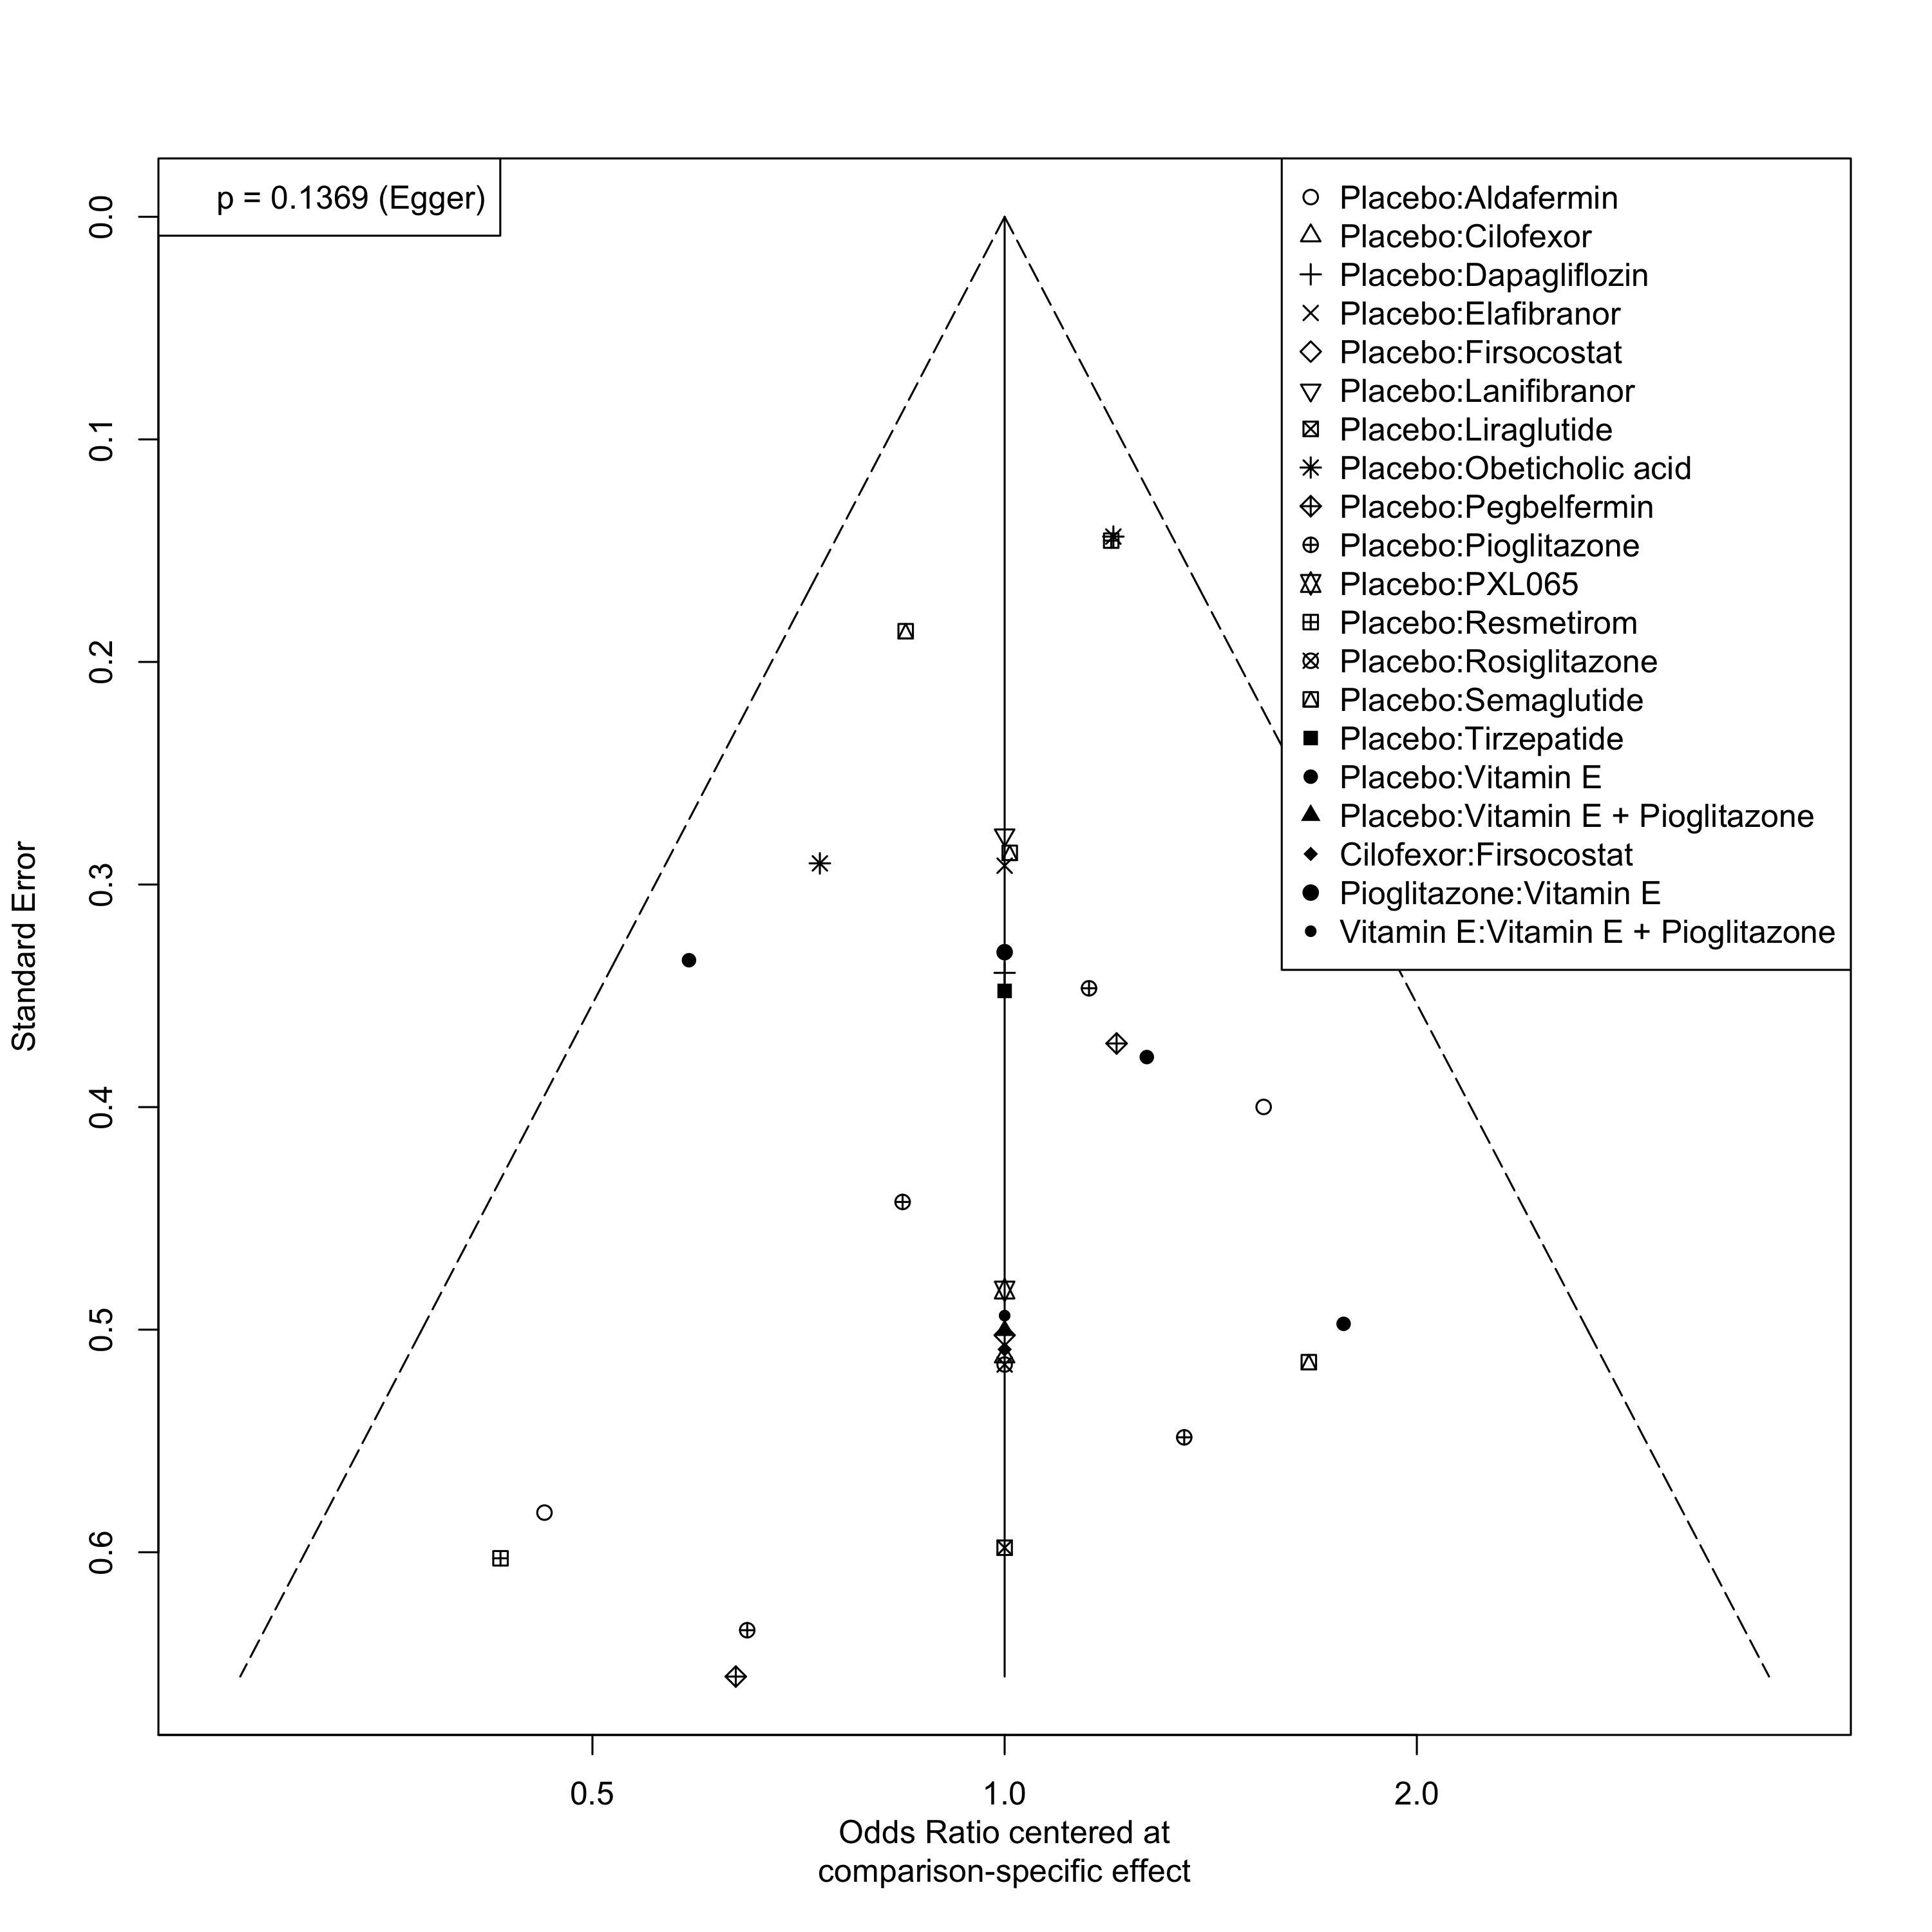 p = 0.1369 (Egger)
Placebo:Aldafermin
Placebo:Cilofexor
Placebo:Dapagliflozin
Placebo:Elafibranor
Placebo:Firsocostat
Placebo:Lanifibranor
Placebo:Liraglutide
Placebo:Obeticholic acid
Placebo:Pegbelfermin
Placebo:Pioglitazone
Placebo:PXL065
Placebo:Resmetirom
Placebo:Rosiglitazone
Placebo:Semaglutide
Placebo:Tirzepatide
Placebo:Vitamin E
Placebo:Vitamin E + Pioglitazone
Cilofexor:Firsocostat
Pioglitazone:Vitamin E
Vitamin E:Vitamin E + Pioglitazone
Standard Error
0.0
0.1
0.2
0.3
0.4
0.5
0.6
0.5
1.0
2.0
Odds Ratio centered at
comparison-specific effect